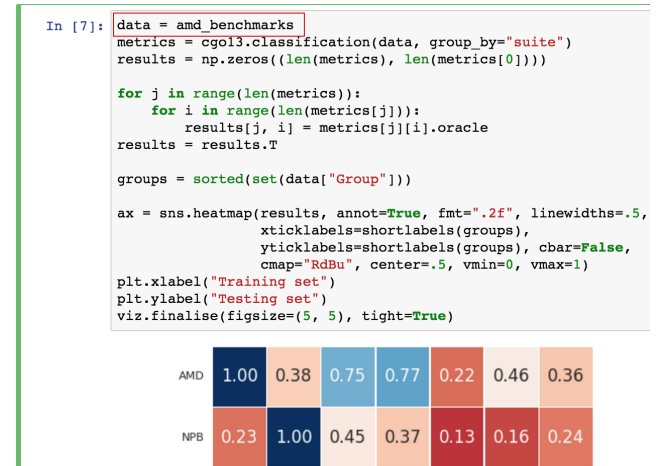 In [7]: data = amd_benchmarks
metrics = cgo13.classification(data, group_by="suite")
results = np.zeros((len(metrics), len(metrics[0])))
for j in range(len(metrics)):
for i in range(len(metrics[j])):
results[j, i] = metrics[j][i].oracle
results = results.T
groups = sorted(set(data["Group"]))
ax = sns.heatmap(results, annot=True, fmt=".2f", linewidths=.5,
xticklabels=shortlabels(groups),
yticklabels=shortlabels(groups), cbar=False,
cmap="RdBu", center=.5, vmin=0, vmax=1)
plt.xlabel("Training set")
plt.ylabel("Testing set")
viz.finalise(figsize=(5, 5), tight=True)
AMD 1.00 0.38 0.75 0.77 0.22 0.46 0.36
NPB 0.23 1.00 0.45 0.37 0.13 0.16 0.24